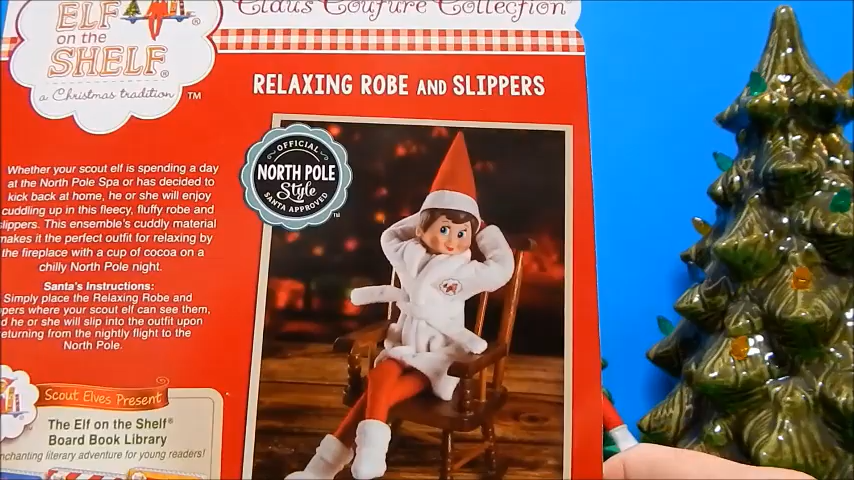 Claus Couture Collection
ELF
on the
SHELF
a Christmas tradition
TM
RELAXING ROBE AND SLIPPERS
OFFICIAL
NORTH POLE
Style
SANTA APPROVED
TM
Whether your scout elf is spending a day
at the North Pole Spa or has decided to
kick back at home, he or she will enjoy
cuddling up in this fleecy, fluffy robe and
slippers. This ensemble's cuddly material
makes it the perfect outfit for relaxing by
the fireplace with a cup of cocoa on a
chilly North Pole night.
Santa's Instructions:
Simply place the Relaxing Robe and
where your scout elf can see them,
he or she will slip into the outfit upon
returning from the nightly flight to the
North Pole.
Scout Elves Present
The Elf on the Shelf®
Board Book Library
literary adventure for young readers!